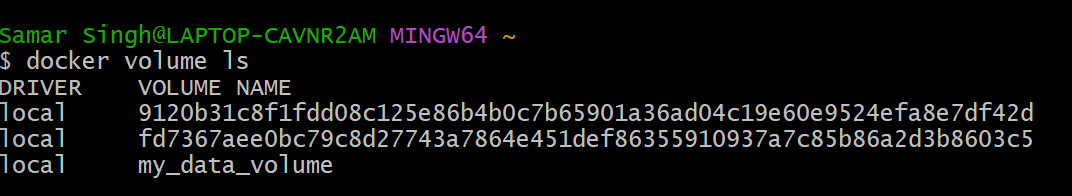 Samar Singh@LAPTOP-CAVNR2AM MINGW64 ~
$ docker volume ls
DRIVER    VOLUME NAME
local     9120b31c8f1fdd08c125e86b4b0c7b65901a36ad04c19e60e9524efa8e7df42d
local     fd7367aee0bc79c8d27743a7864e451def86355910937a7c85b86a2d3b8603c5
local     my_data_volume